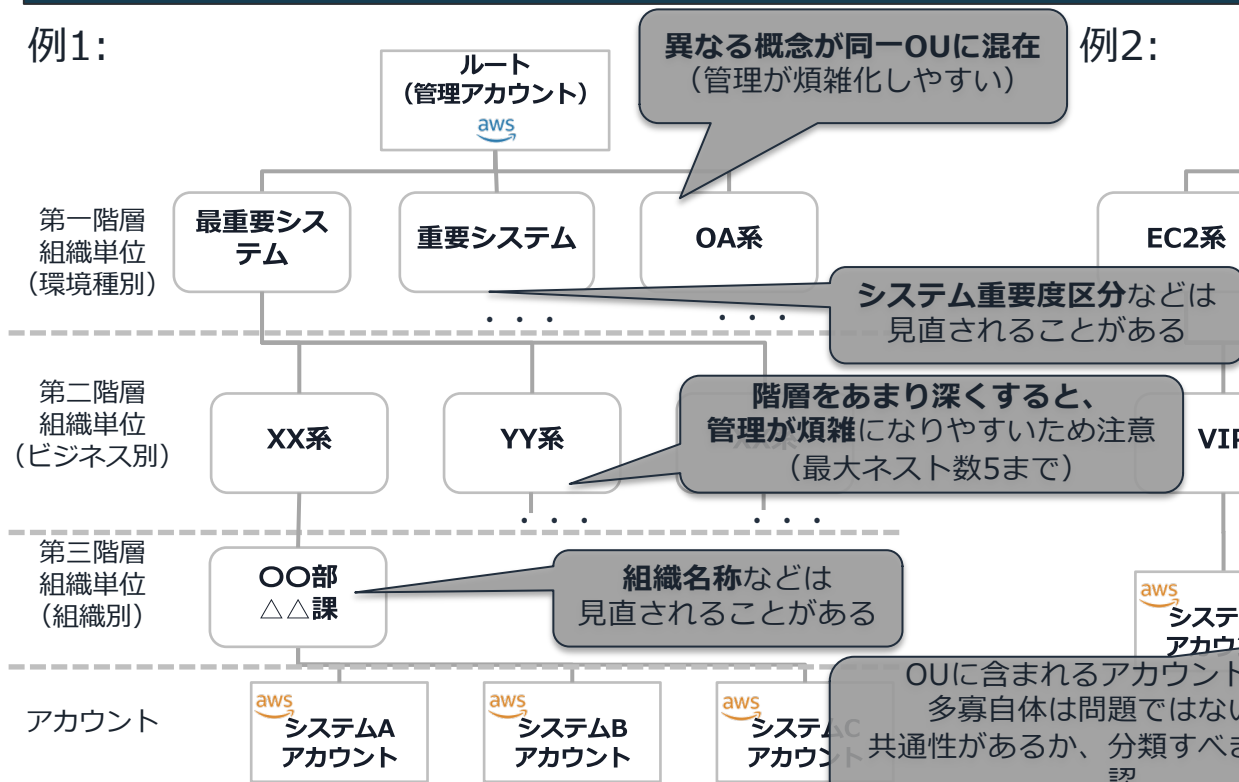 例1:
ルート
（管理アカウント）
aws
異なる概念が同一OUに混在
（管理が煩雑化しやすい）
例2:
第一階層
組織単位
（環境種別）
最重要シス
テム
重要システム
OA系
EC2系
システム重要度区分などは
見直されることがある
・・・
・・・
第二階層
組織単位
（ビジネス別）
XX系
YY系
階層をあまり深くすると、
管理が煩雑になりやすいため注意
（最大ネスト数5まで）
VIP
・・・
・・・
第三階層
組織単位
（組織別）
〇〇部
△△課
組織名称などは
見直されることがある
aws
システ
アカウ
アカウント
aws
システムA
アカウント
aws
システムB
アカウント
aws
システムC
アカウント
OUに含まれるアカウント
多寡自体は問題ではない
共通性があるか、分類すべき